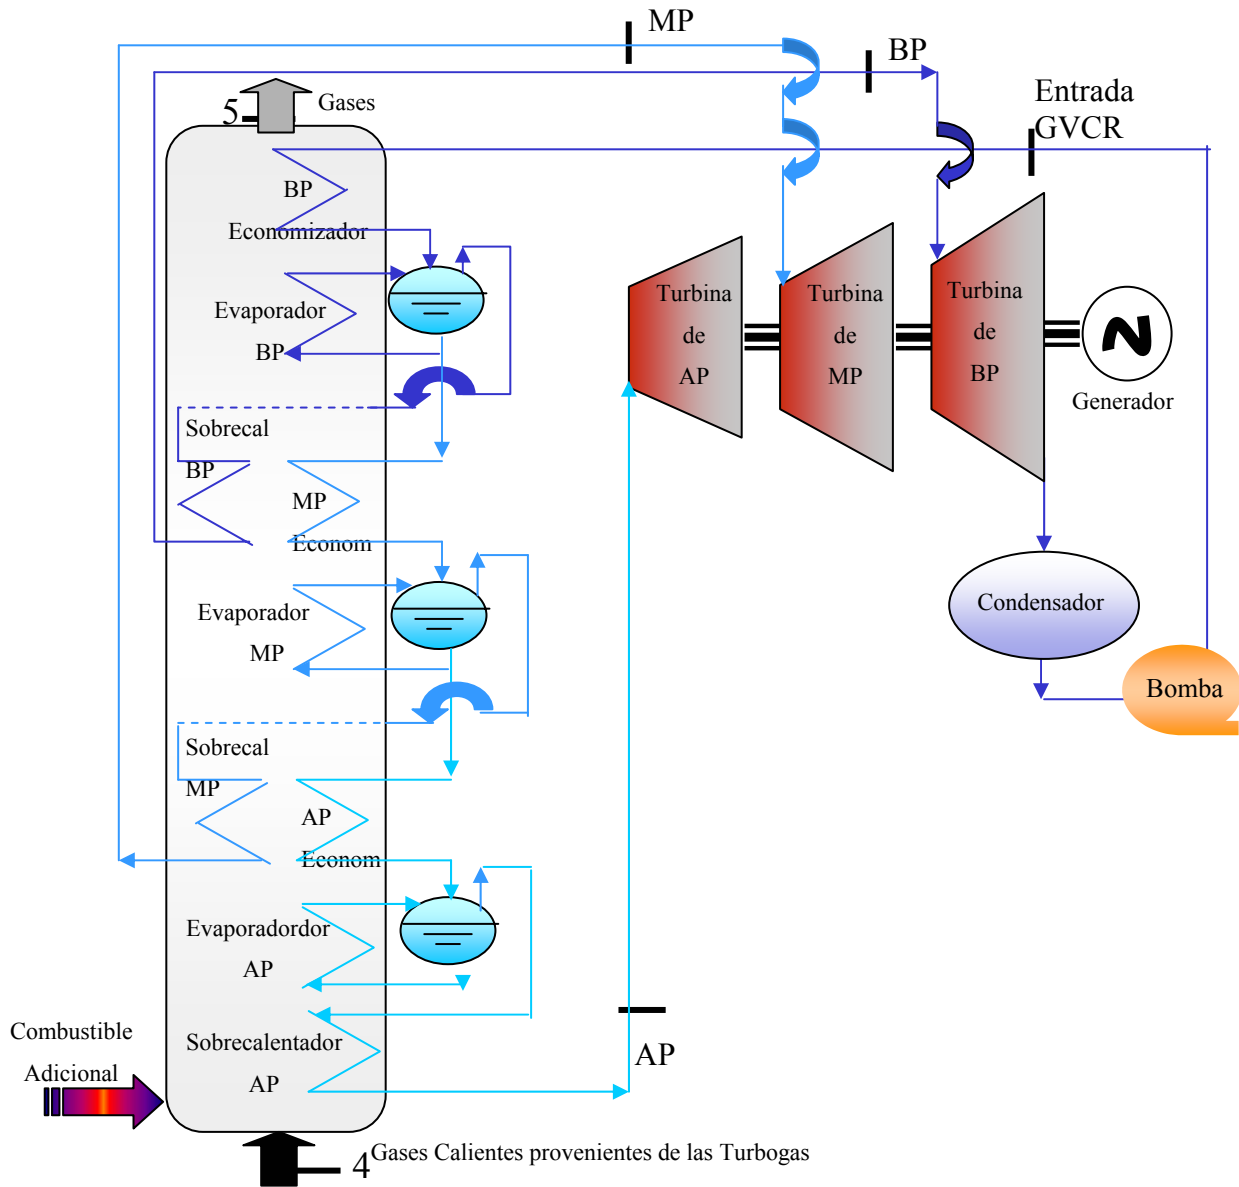 MP
BP
Entrada
GVCR
5
Gases
BP
Economizador
Evaporador
BP
Sobrecal
BP
MP
Econom
Evaporador
MP
Sobrecal
MP
AP
Econom
Evaporadordor
AP
Sobrecalentador
AP
Combustible
Adicional
4
Gases Calientes provenientes de las Turbogas
AP
Turbina
de
AP
Turbina
de
MP
Turbina
de
BP
Generador
Condensador
Bomba